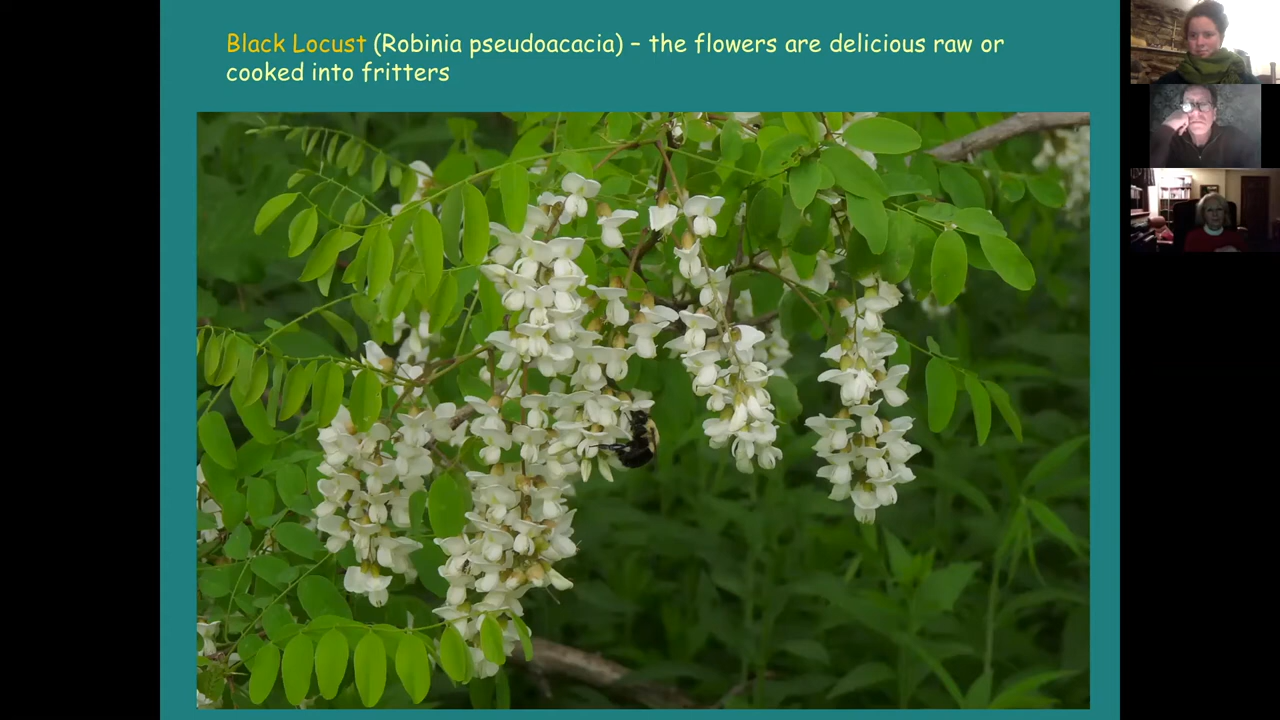 Black Locust (Robinia pseudoacacia) – the flowers are delicious raw or
cooked into fritters